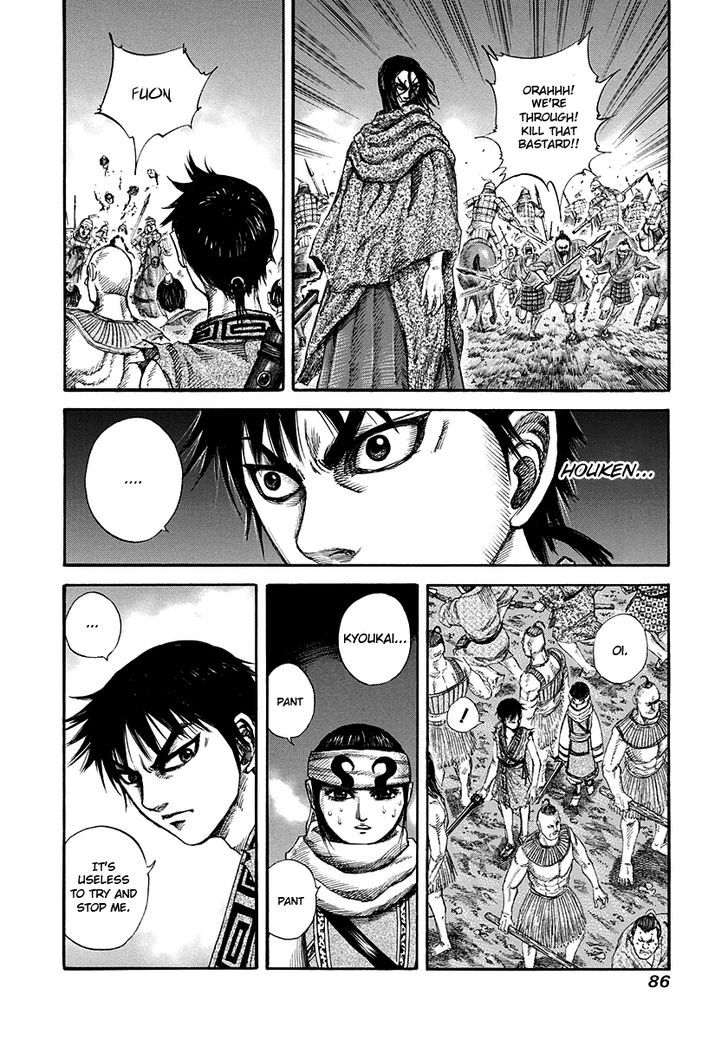 ORAHHH!
WE'RE
THROUGH!
KILL THAT
BASTARD!!
FUON
HOUKEN...
....
OI.
!
KYOUKAI...
PANT
PANT
...
IT'S
USELESS
TO TRY AND
STOP ME.
86